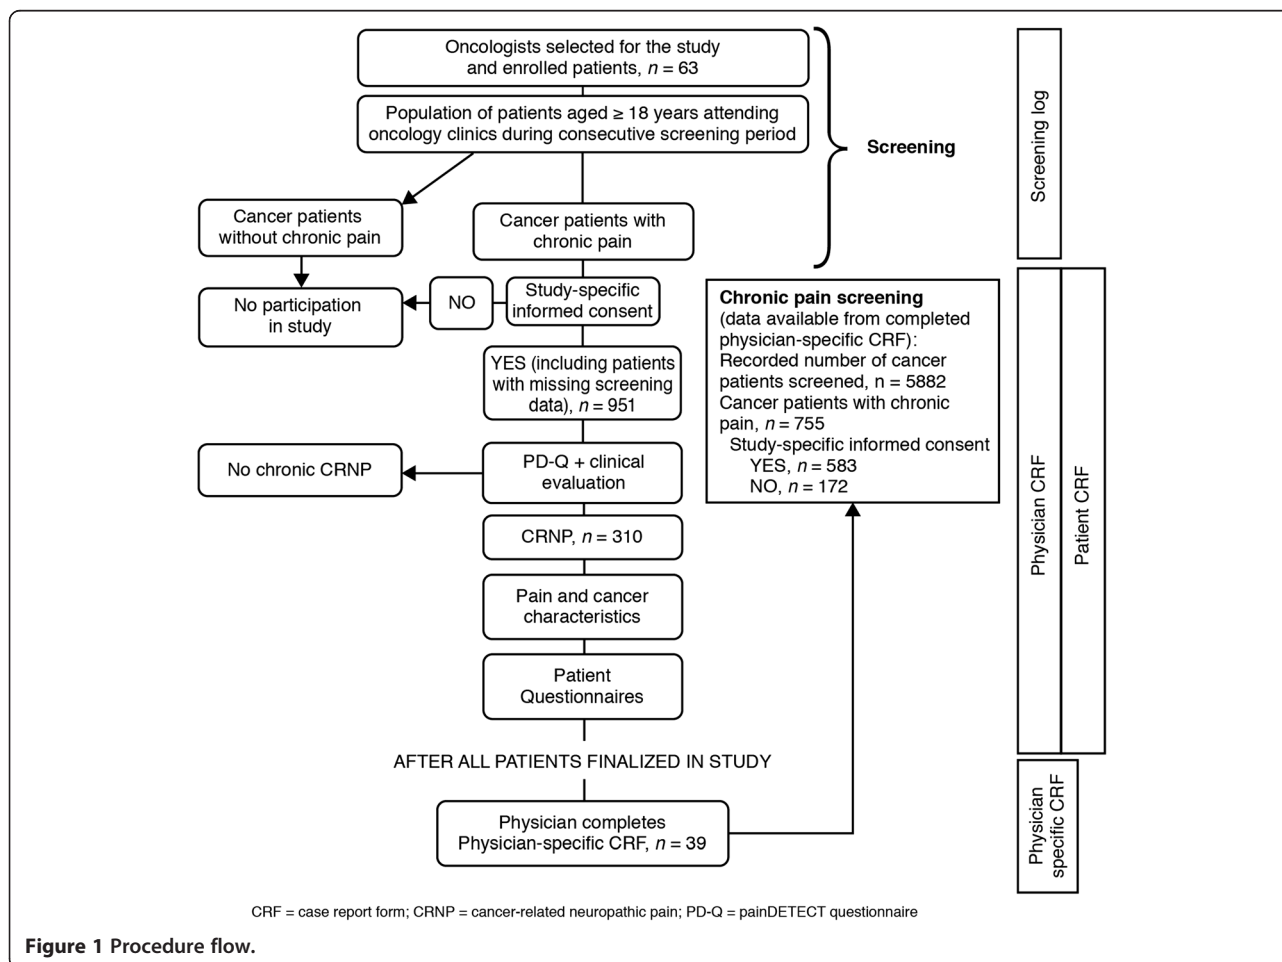 Oncologists selected for the study
and enrolled patients, n = 63
Population of patients aged ≥ 18 years attending
oncology clinics during consecutive screening period
Screening
Screening log
Cancer patients
without chronic pain
Cancer patients with
chronic pain
No participation
in study
NO
Study-specific
informed consent
YES (including patients
with missing screening
data), n = 951
Chronic pain screening
(data available from completed
physician-specific CRF):
Recorded number of cancer
patients screened, n = 5882
Cancer patients with chronic
pain, n = 755
Study-specific informed consent
YES, n = 583
NO, n = 172
Physician CRF
Patient CRF
No chronic CRNP
PD-Q + clinical
evaluation
CRNP, n = 310
Pain and cancer
characteristics
Patient
Questionnaires
AFTER ALL PATIENTS FINALIZED IN STUDY
Physician completes
Physician-specific CRF, n = 39
Physician
specific CRF
CRF = case report form; CRNP = cancer-related neuropathic pain; PD-Q = painDETECT questionnaire
Figure 1 Procedure flow.